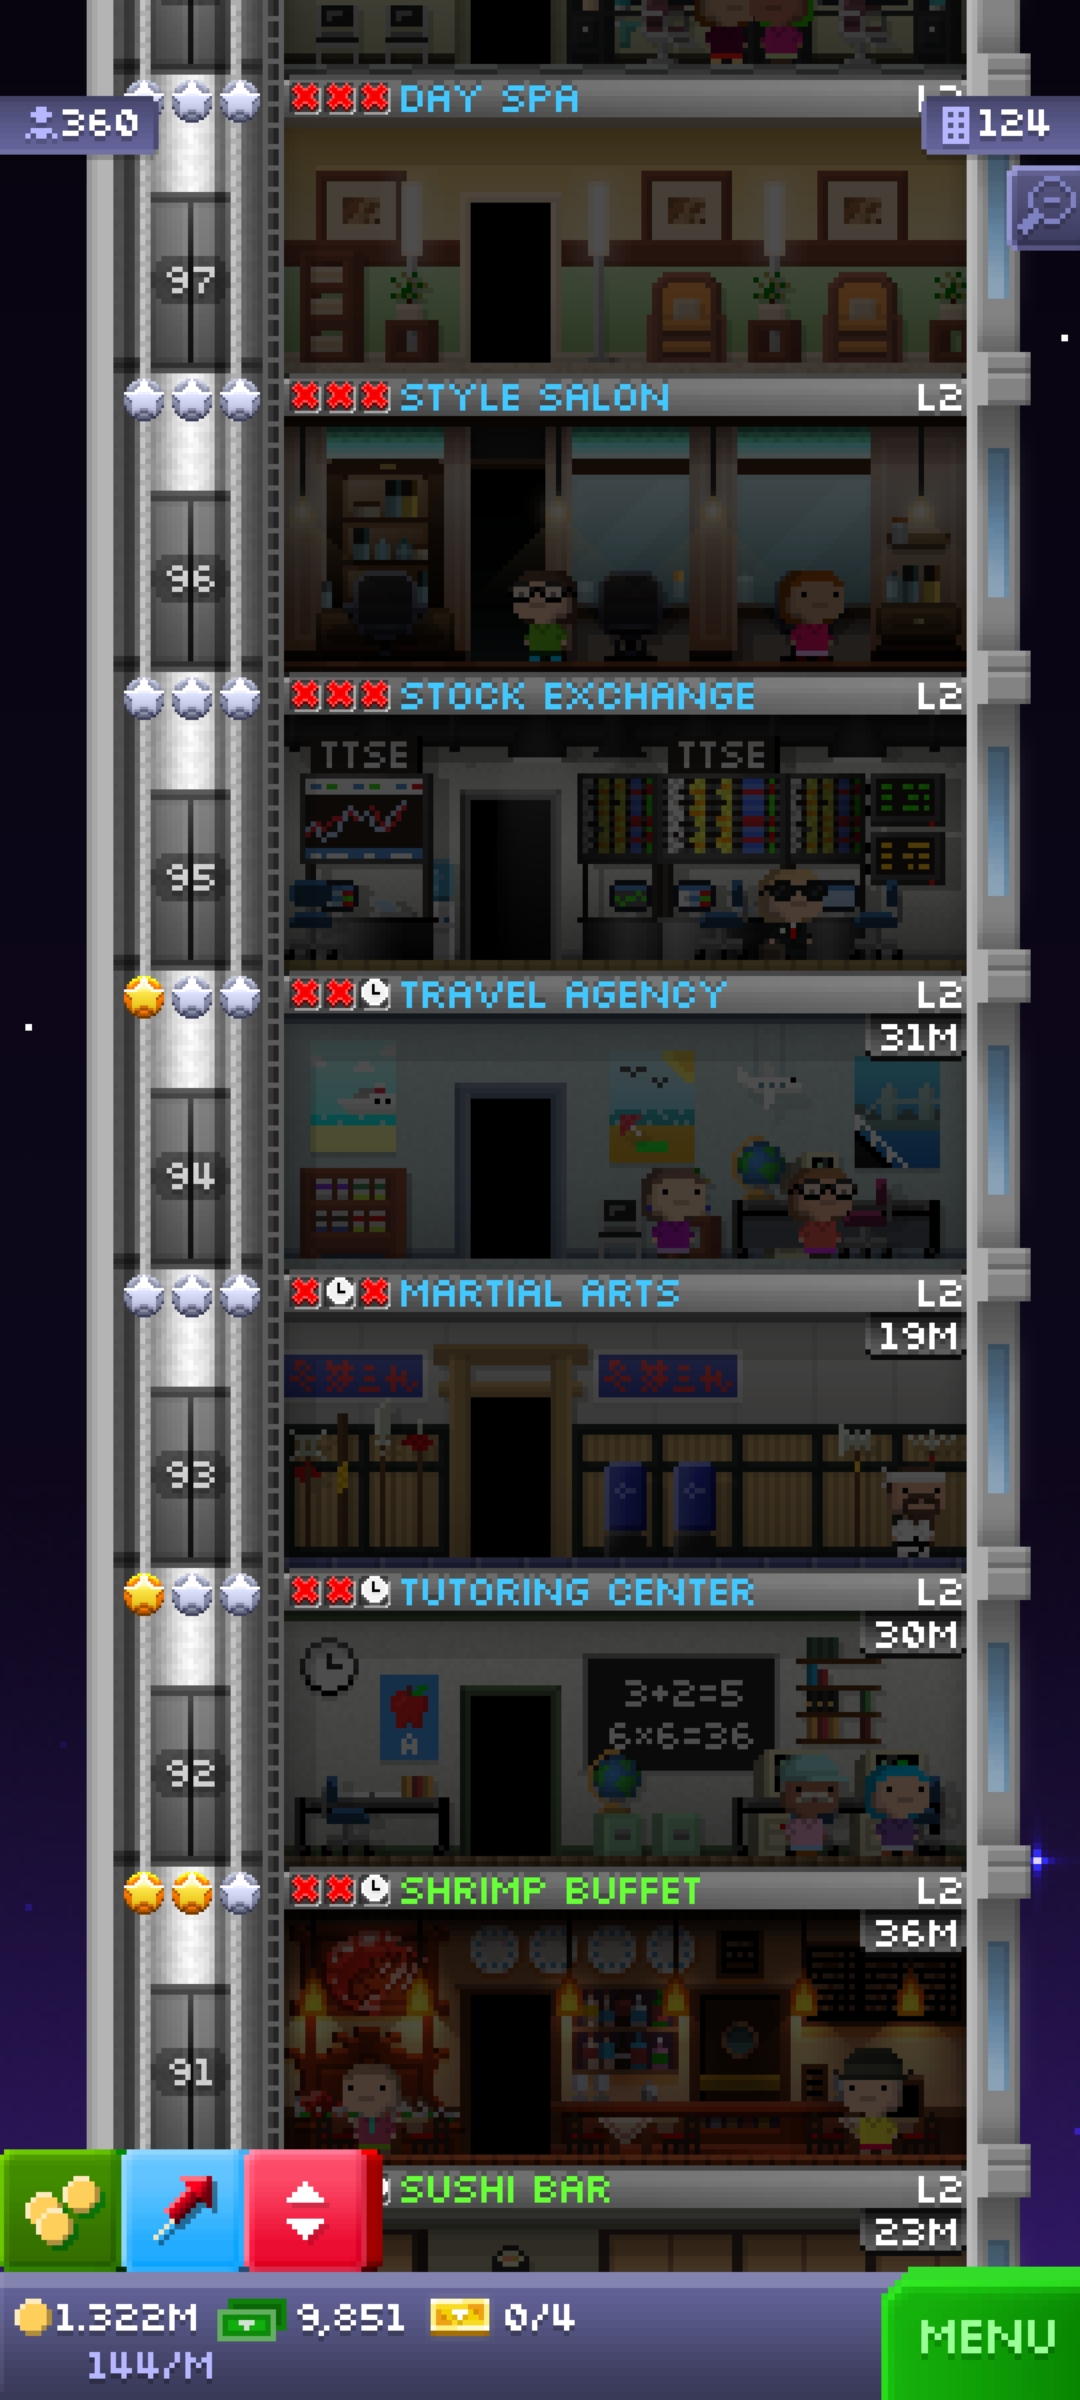 DAY SPA
360
124
97
STYLE SALON L2
96
STOCK EXCHANGE L2
TTSE TTSE
95
TRAVEL AGENCY L2
31M
94
MARTIAL ARTS L2
19M
93
TUTORING CENTER L2
30M
3+2=5
6×6=36
A
92
SHRIMP BUFFET L2
36M
91
SUSHI BAR L2
23M
1.322M 9,851 0/4
144/M
MENU